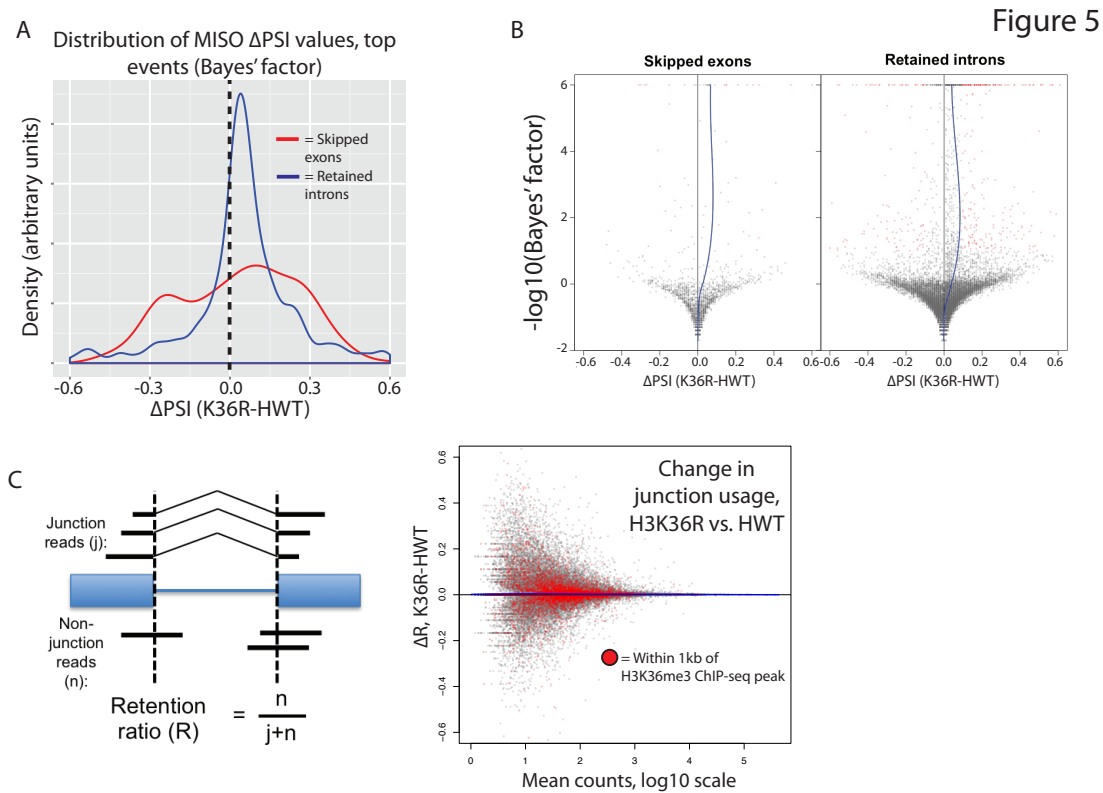 Figure 5
A
Distribution of MISO ΔPSI values, top
events (Bayes' factor)
Density (arbitrary units)
= Skipped
exons
= Retained
introns
-0.6
-0.3
0.0
0.3
0.6
ΔPSI (K36R-HWT)
B
Skipped exons
Retained introns
-log10(Bayes' factor)
6
4
2
0
-2
-0.6
-0.4
-0.2
0.0
0.2
0.4
0.6
-0.6
-0.4
-0.2
0.0
0.2
0.4
0.6
ΔPSI (K36R-HWT)
ΔPSI (K36R-HWT)
C
Junction
reads (j):
Non-
junction
reads
(n):
Retention
ratio (R)
=
n
j+n
Change in
junction usage,
H3K36R vs. HWT
ΔR, K36R-HWT
0.6
0.4
0.2
0.0
-0.2
-0.4
-0.6
= Within 1kb of
H3K36me3 ChIP-seq peak
0
1
2
3
4
5
Mean counts, log10 scale